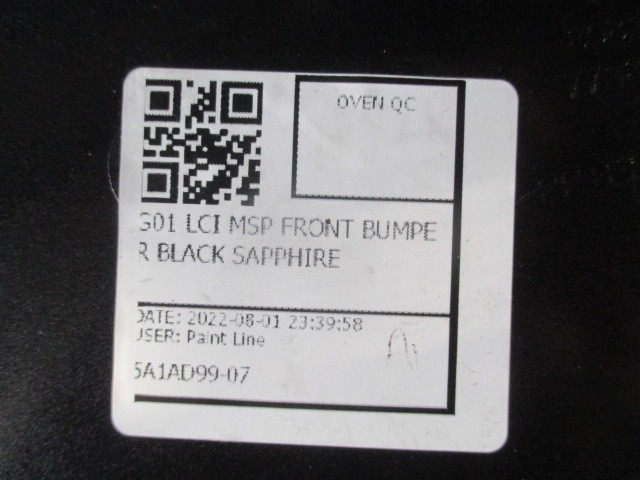 OVEN QC
G01 LCI MSP FRONT BUMPE
R BLACK SAPPHIRE
DATE: 2022-08-01 23:39:58
USER: Paint Line
5A1AD99-07